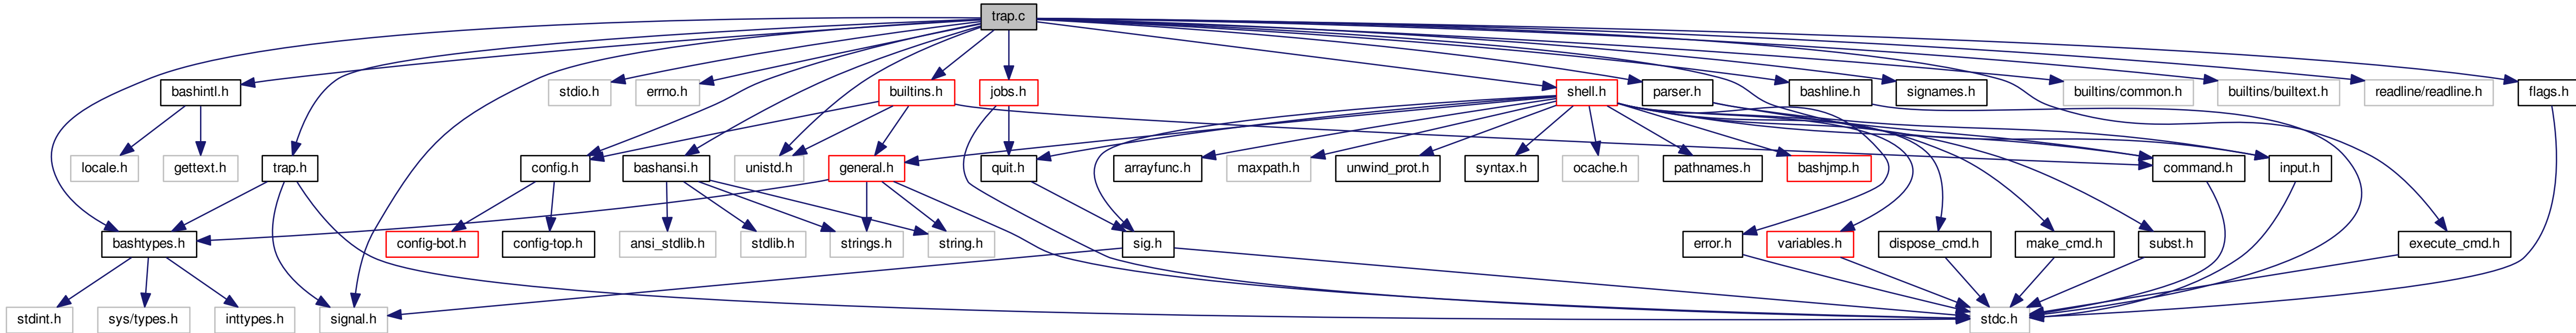 trap.c
bashintl.h
stdio.h
errno.h
builtins.h
jobs.h
shell.h
parser.h
bashline.h
signames.h
builtins/common.h
builtins/builtext.h
readline/readline.h
flags.h
locale.h
gettext.h
trap.h
config.h
bashansi.h
unistd.h
general.h
quit.h
arrayfunc.h
maxpath.h
unwind_prot.h
syntax.h
ocache.h
pathnames.h
bashjmp.h
command.h
input.h
bashtypes.h
config-bot.h
config-top.h
ansi_stdlib.h
stdlib.h
strings.h
string.h
sig.h
error.h
variables.h
dispose_cmd.h
make_cmd.h
subst.h
execute_cmd.h
stdint.h
sys/types.h
inttypes.h
signal.h
stdc.h